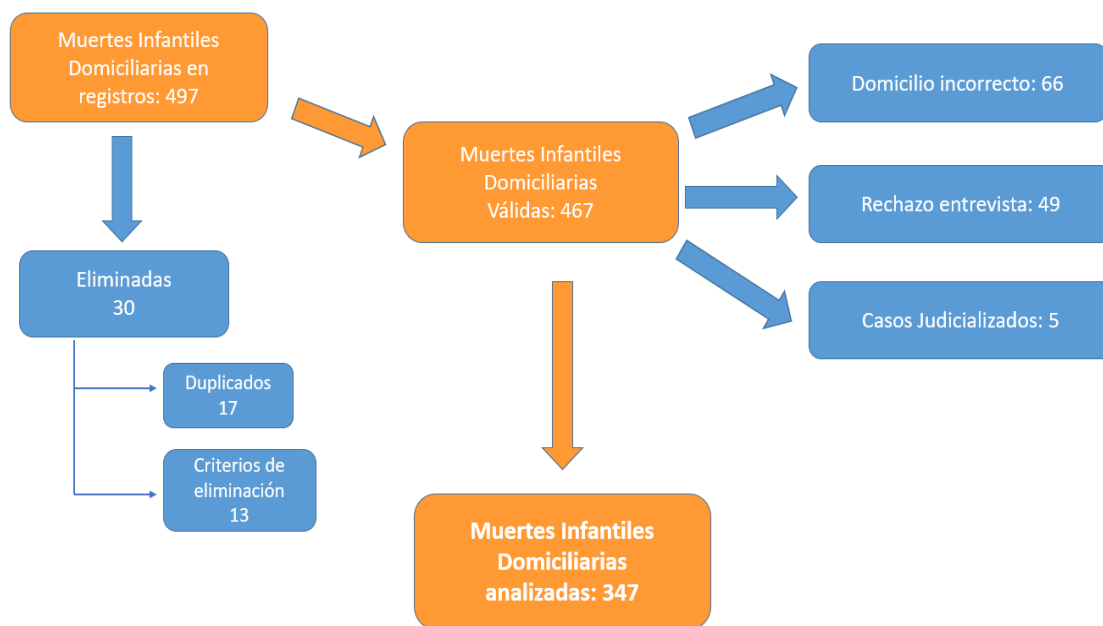 Muertes Infantiles
Domiciliarias en
registros: 497
Eliminadas
30
Duplicados
17
Criterios de
eliminación
13
Muertes Infantiles
Domiciliarias
Válidas: 467
Domicilio incorrecto: 66
Rechazo entrevista: 49
Casos Judicializados: 5
Muertes Infantiles
Domiciliarias
analizadas: 347